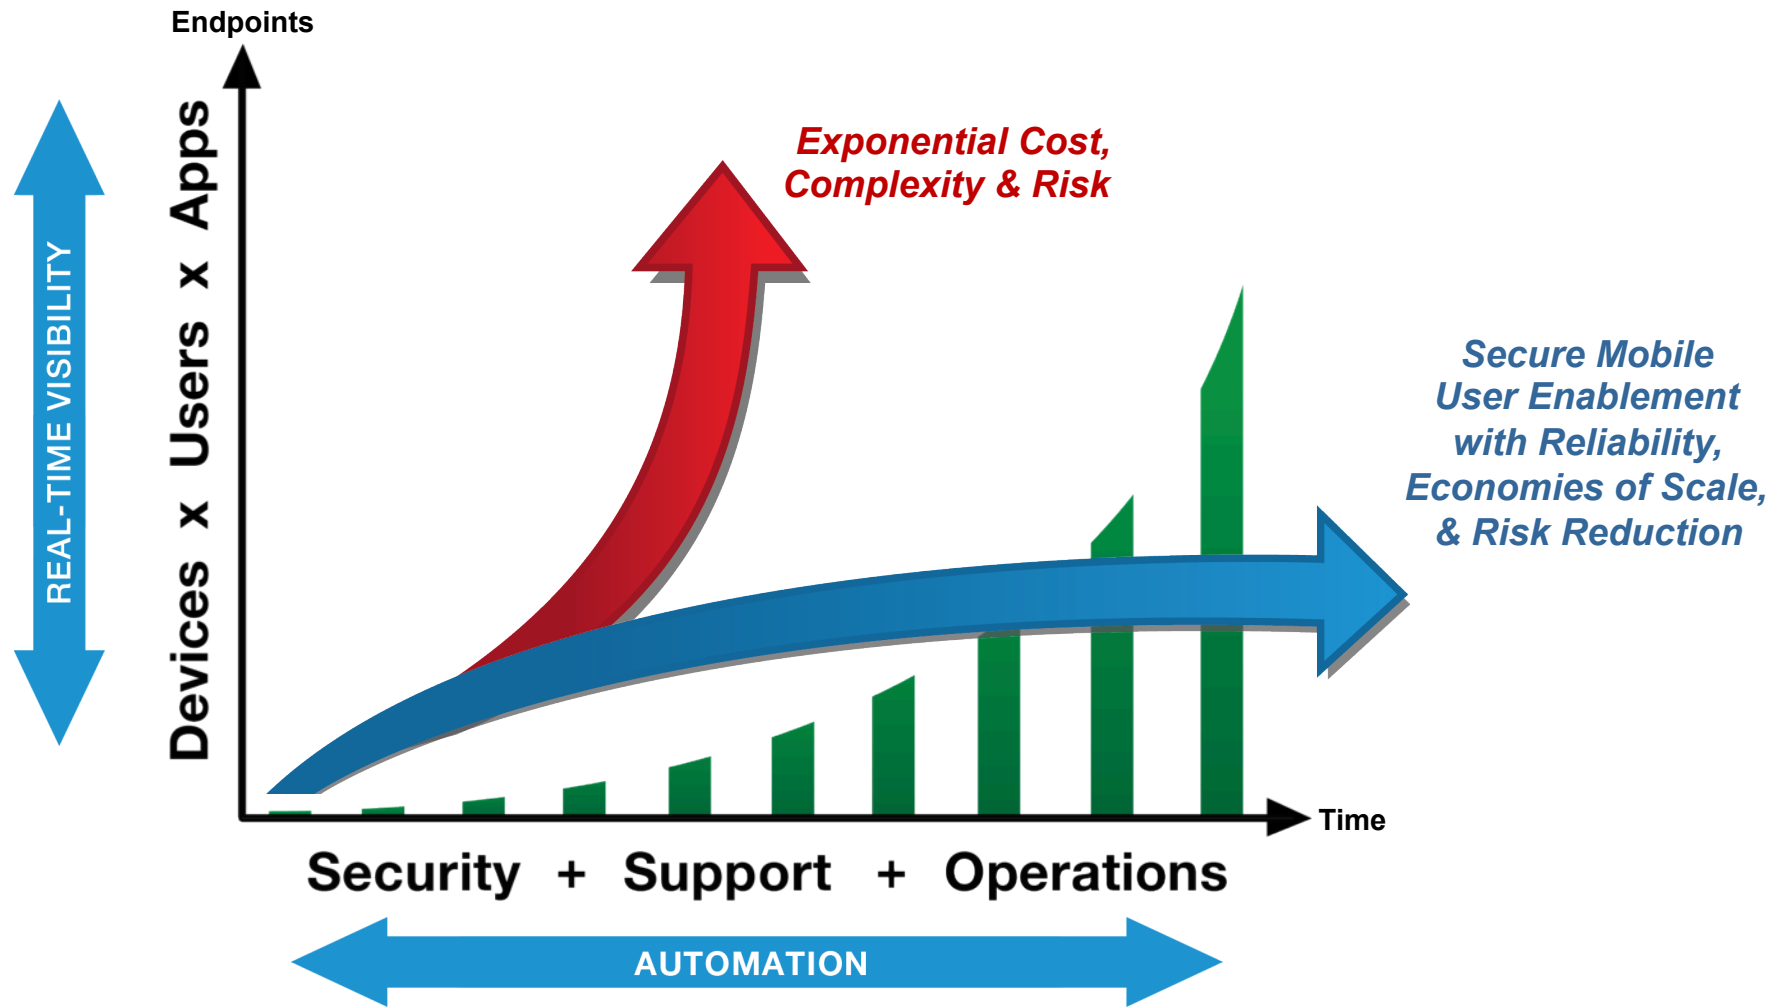 Endpoints
Exponential Cost,
Complexity & Risk
REAL-TIME VISIBILITY
Devices x Users x Apps
Secure Mobile
User Enablement
with Reliability,
Economies of Scale,
& Risk Reduction
Time
Security + Support + Operations
AUTOMATION